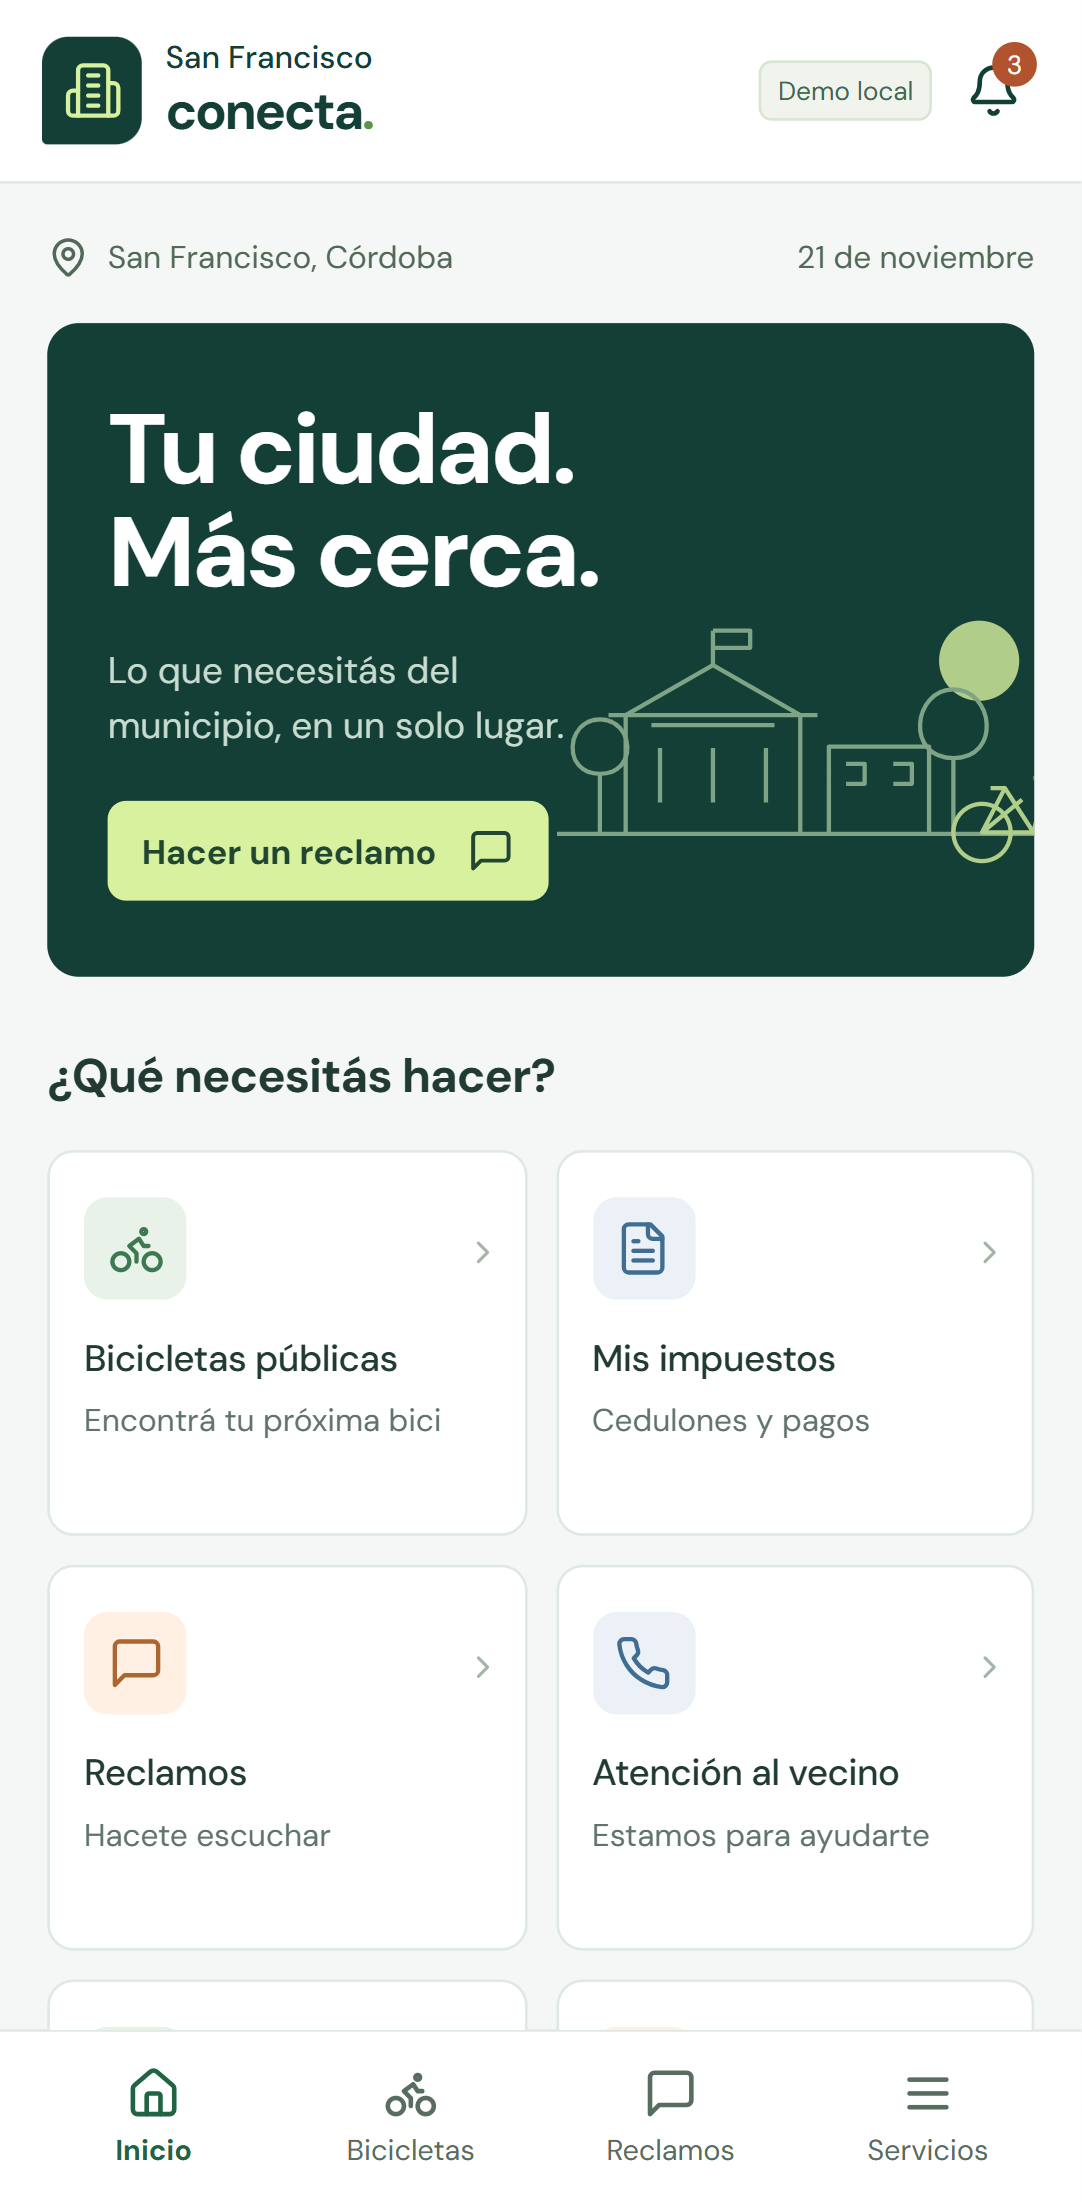 San Francisco
conecta.
Demo local
3
San Francisco, Córdoba
21 de noviembre
Tu ciudad.
Más cerca.
Lo que necesitás del
municipio, en un solo lugar.
Hacer un reclamo
¿Qué necesitás hacer?
Bicicletas públicas
Encontrá tu próxima bici
Mis impuestos
Cedulones y pagos
Reclamos
Hacete escuchar
Atención al vecino
Estamos para ayudarte
Inicio
Bicicletas
Reclamos
Servicios